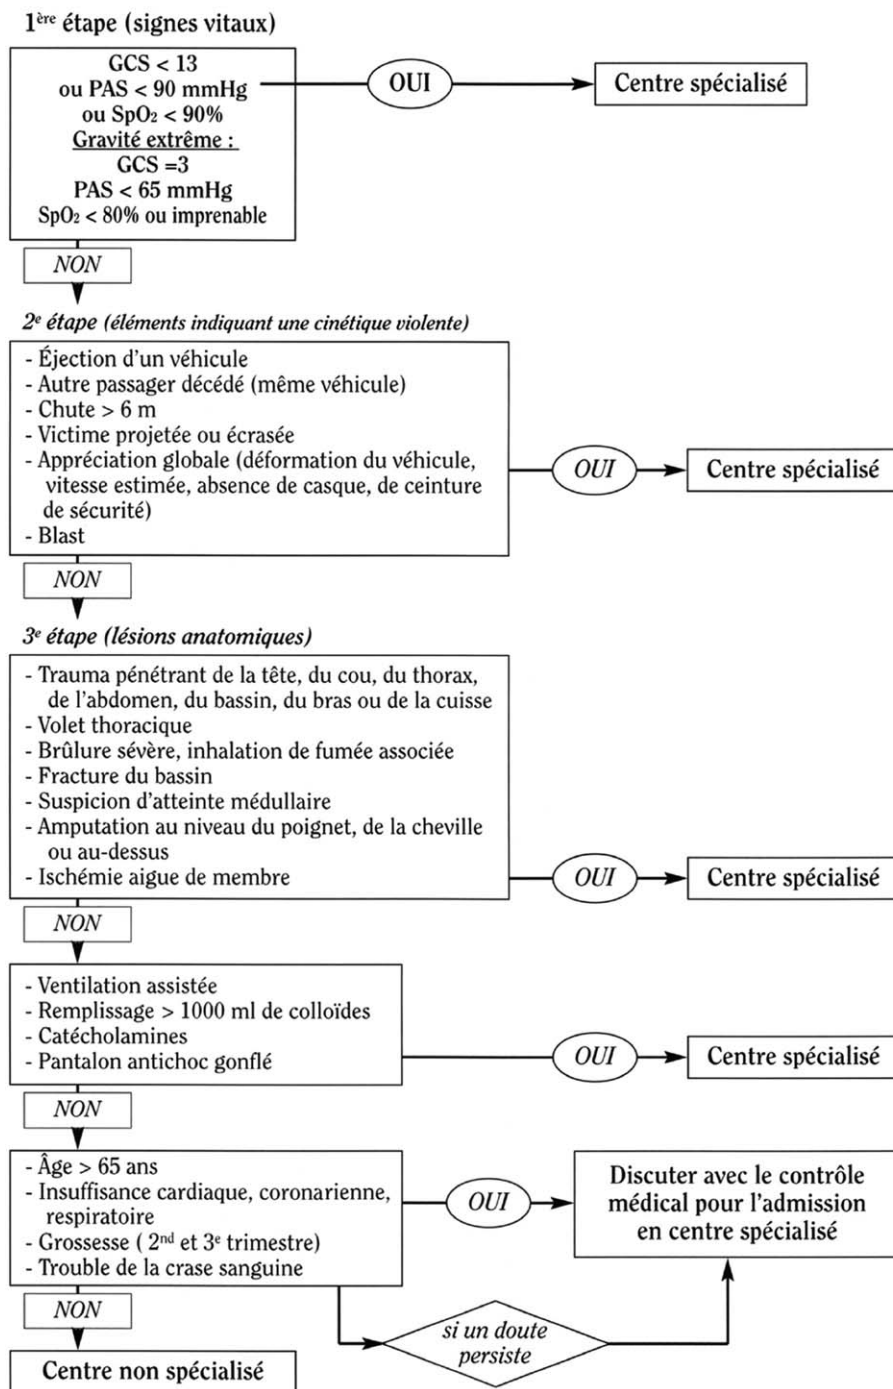 1ère étape (signes vitaux)
GCS < 13
ou PAS < 90 mmHg
ou SpO2 < 90%
Gravité extrême :
GCS =3
PAS < 65 mmHg
SpO2 < 80% ou imprenable
OUI
Centre spécialisé
NON
2e étape (éléments indiquant une cinétique violente)
- Éjection d'un véhicule
- Autre passager décédé (même véhicule)
- Chute > 6 m
- Victime projetée ou écrasée
- Appréciation globale (déformation du véhicule,
vitesse estimée, absence de casque, de ceinture
de sécurité)
- Blast
OUI
Centre spécialisé
NON
3e étape (lésions anatomiques)
- Trauma pénétrant de la tête, du cou, du thorax,
de l'abdomen, du bassin, du bras ou de la cuisse
- Volet thoracique
- Brûlure sévère, inhalation de fumée associée
- Fracture du bassin
- Suspicion d'atteinte médullaire
- Amputation au niveau du poignet, de la cheville
ou au-dessus
- Ischémie aigue de membre
OUI
Centre spécialisé
NON
- Ventilation assistée
- Remplissage > 1000 ml de colloïdes
- Catécholamines
- Pantalon antichoc gonflé
OUI
Centre spécialisé
NON
- Âge > 65 ans
- Insuffisance cardiaque, coronarienne,
respiratoire
- Grossesse ( 2nd et 3e trimestre)
- Trouble de la crase sanguine
OUI
Discuter avec le contrôle
médical pour l'admission
en centre spécialisé
NON
si un doute
persiste
Centre non spécialisé